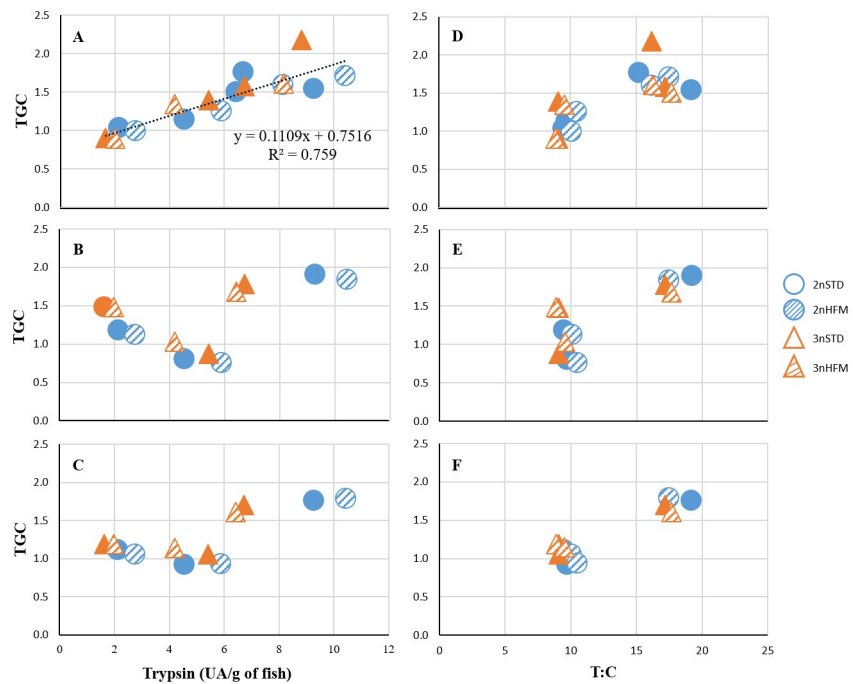 A
TGC
2.5
2.0
1.5
1.0
0.5
0.0
y = 0.1109x + 0.7516
R² = 0.759
D
2.5
2.0
1.5
1.0
0.5
0.0
B
TGC
2.5
2.0
1.5
1.0
0.5
0.0
E
2.5
2.0
1.5
1.0
0.5
0.0
2nSTD
2nHFM
3nSTD
3nHFM
C
TGC
2.5
2.0
1.5
1.0
0.5
0.0
0 2 4 6 8 10 12
Trypsin (UA/g of fish)
F
2.5
2.0
1.5
1.0
0.5
0.0
0 5 10 15 20 25
T:C